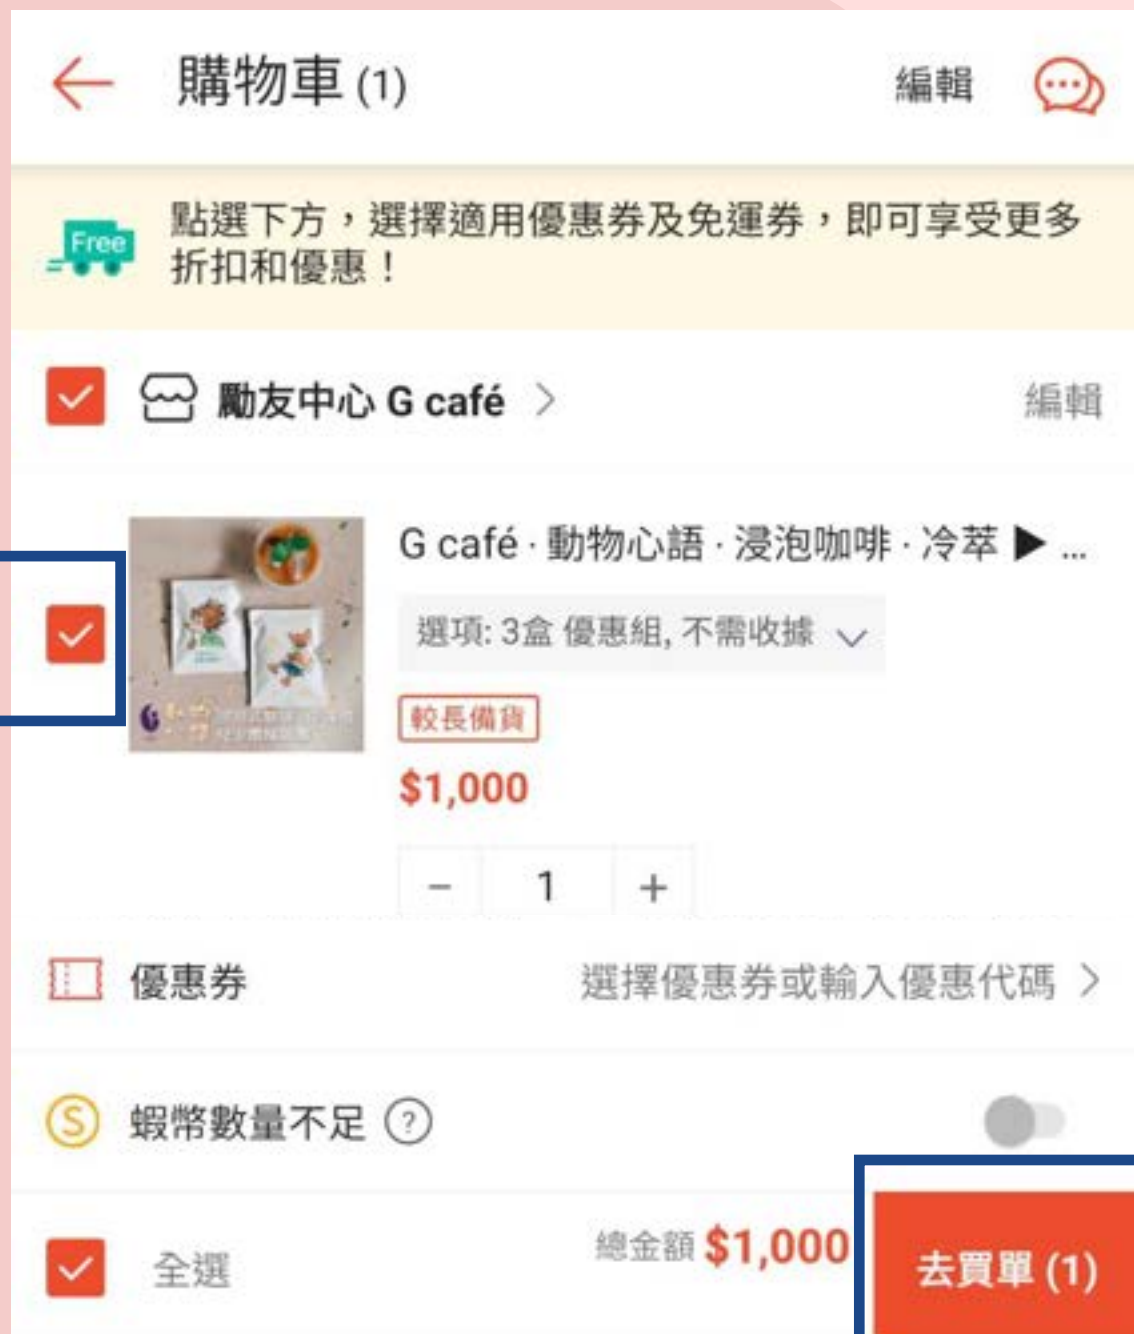 購物車 (1)
編輯
Free
點選下方，選擇適用優惠券及免運券，即可享受更多
折扣和優惠！
勵友中心 G café >
編輯
G café · 動物心語 · 浸泡咖啡 · 冷萃 ▶ ...
選項: 3盒 優惠組, 不需收據
較長備貨
$1,000
− 1 +
優惠券
選擇優惠券或輸入優惠代碼 >
S 蝦幣數量不足 ?
全選
總金額 $1,000
去買單 (1)